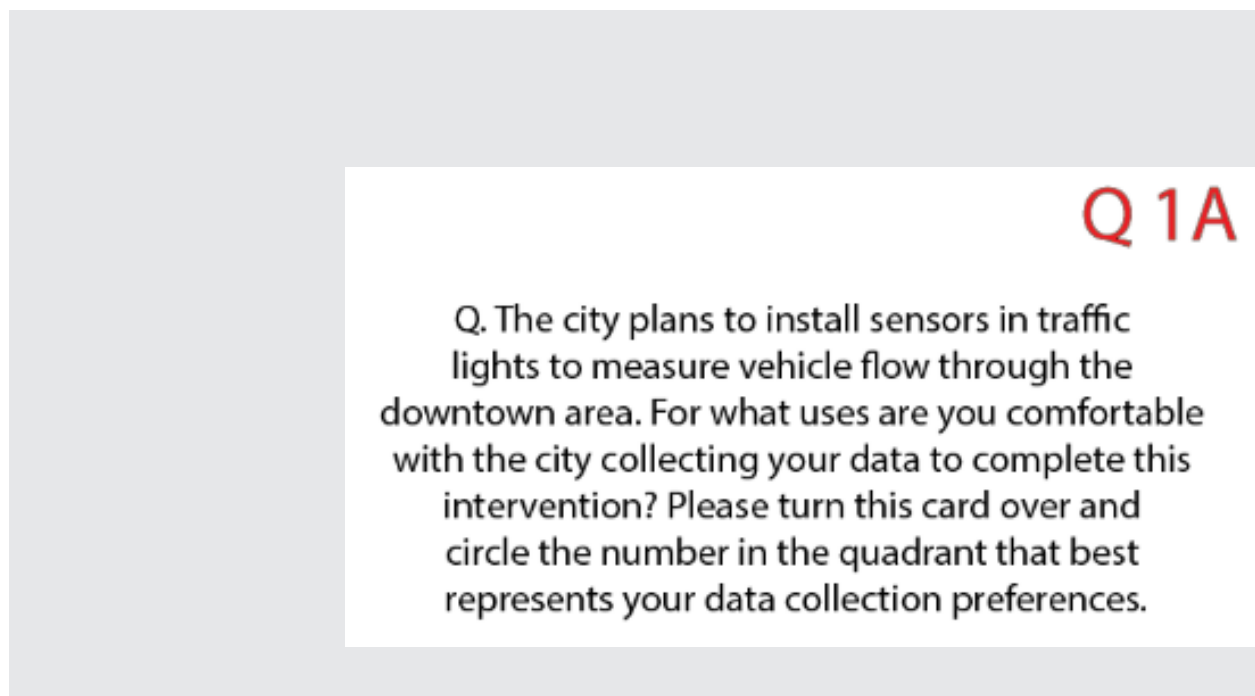 Q 1A
Q. The city plans to install sensors in traffic
lights to measure vehicle flow through the
downtown area. For what uses are you comfortable
with the city collecting your data to complete this
intervention? Please turn this card over and
circle the number in the quadrant that best
represents your data collection preferences.